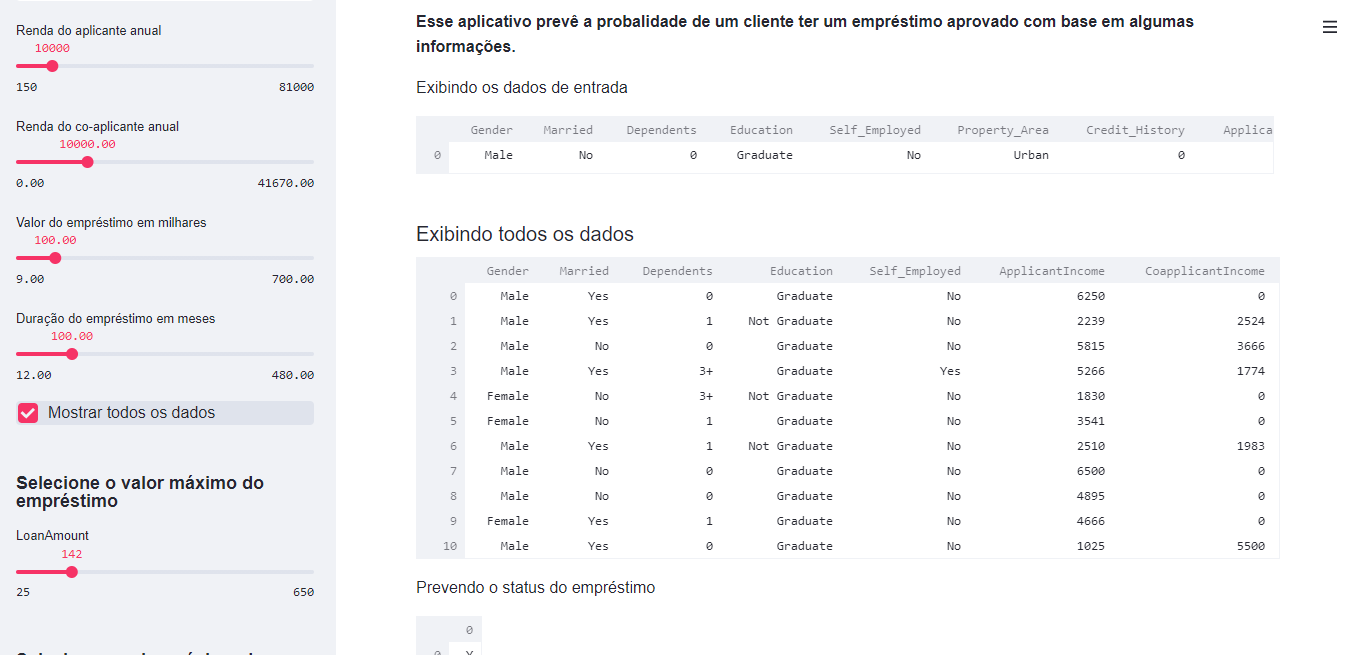 Renda do aplicante anual
10000
150 81000
Renda do co-aplicante anual
10000.00
0.00 41670.00
Valor do empréstimo em milhares
100.00
9.00 700.00
Duração do empréstimo em meses
100.00
12.00 480.00
Mostrar todos os dados
Selecione o valor máximo do
empréstimo
LoanAmount
142
25 650
Esse aplicativo prevê a probalidade de um cliente ter um empréstimo aprovado com base em algumas
informações.
Exibindo os dados de entrada
Gender Married Dependents Education Self_Employed Property_Area Credit_History Applica
0 Male No 0 Graduate No Urban 0
Exibindo todos os dados
Gender Married Dependents Education Self_Employed ApplicantIncome CoapplicantIncome
0 Male Yes 0 Graduate No 6250 0
1 Male Yes 1 Not Graduate No 2239 2524
2 Male No 0 Graduate No 5815 3666
3 Male Yes 3+ Graduate Yes 5266 1774
4 Female No 3+ Not Graduate No 1830 0
5 Female No 1 Graduate No 3541 0
6 Male Yes 1 Not Graduate No 2510 1983
7 Male No 0 Graduate No 6500 0
8 Male No 0 Graduate No 4895 0
9 Female Yes 1 Graduate No 4666 0
10 Male Yes 0 Graduate No 1025 5500
Prevendo o status do empréstimo
0